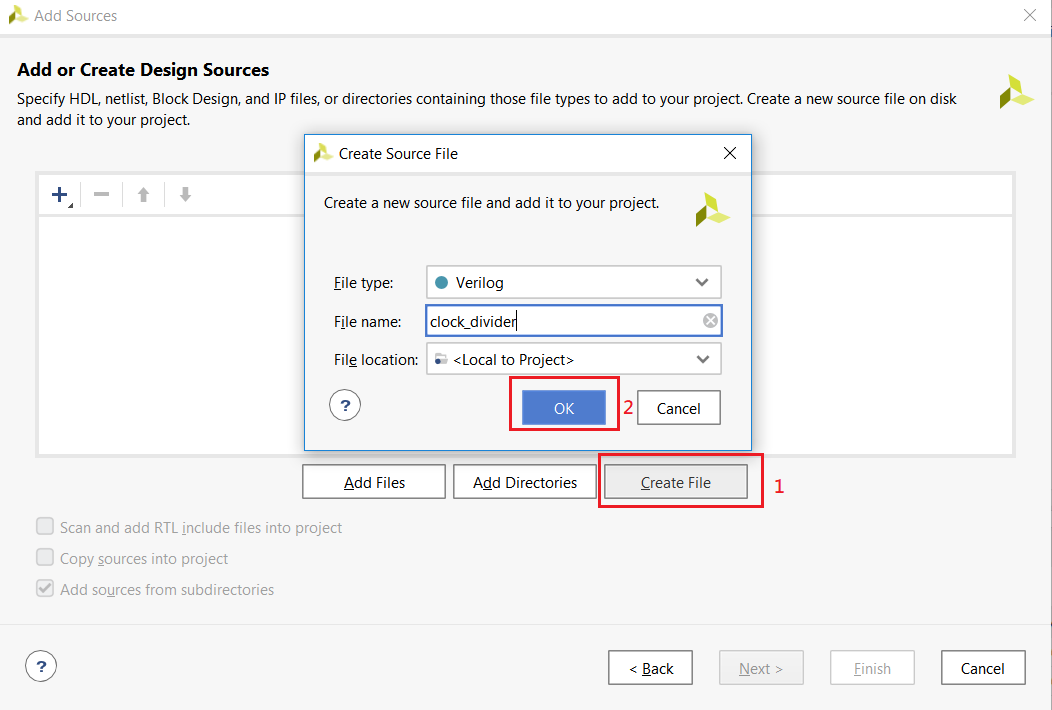 Add Sources
Add or Create Design Sources
Specify HDL, netlist, Block Design, and IP files, or directories containing those file types to add to your project. Create a new source file on disk
and add it to your project.
Create Source File
Create a new source file and add it to your project.
File type: Verilog
File name: clock_divider
File location: <Local to Project>
? OK 2 Cancel
Add Files Add Directories Create File 1
Scan and add RTL include files into project
Copy sources into project
Add sources from subdirectories
? < Back Next > Finish Cancel